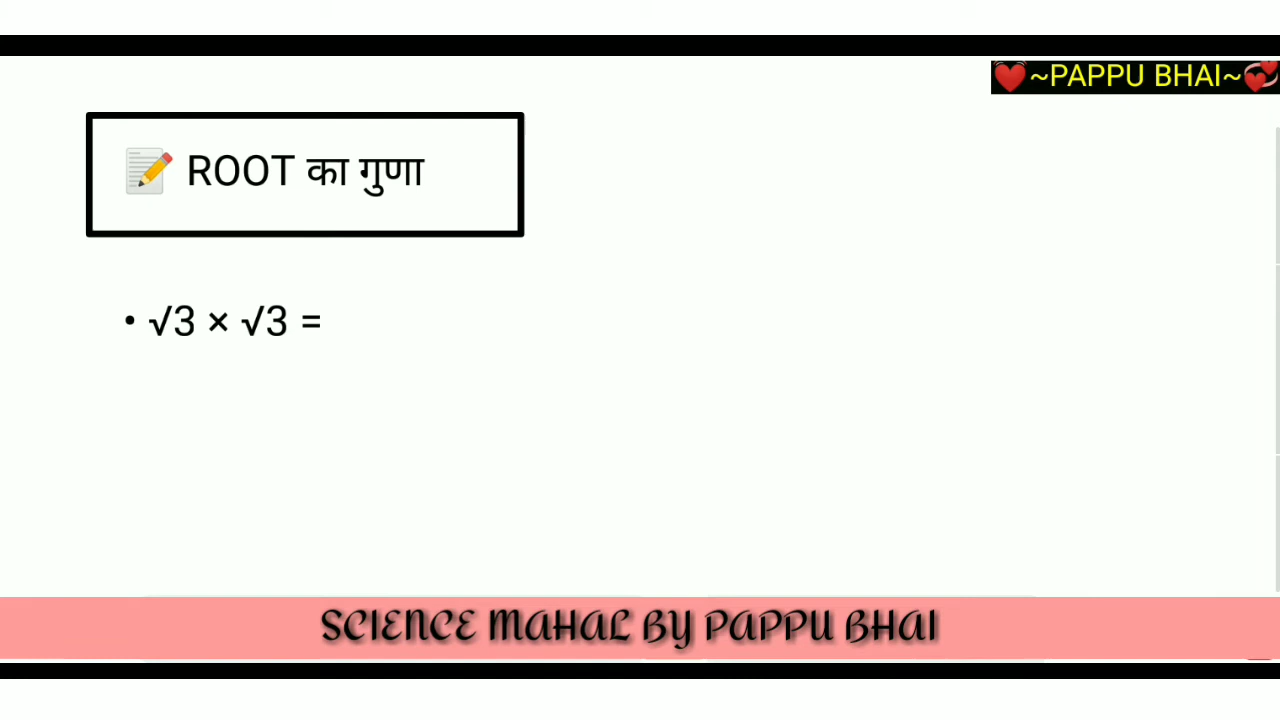 ❤️~PAPPU BHAI~💞
📝 ROOT का गुणा
• √3 × √3 =
SCIENCE MAHAL BY PAPPU BHAI